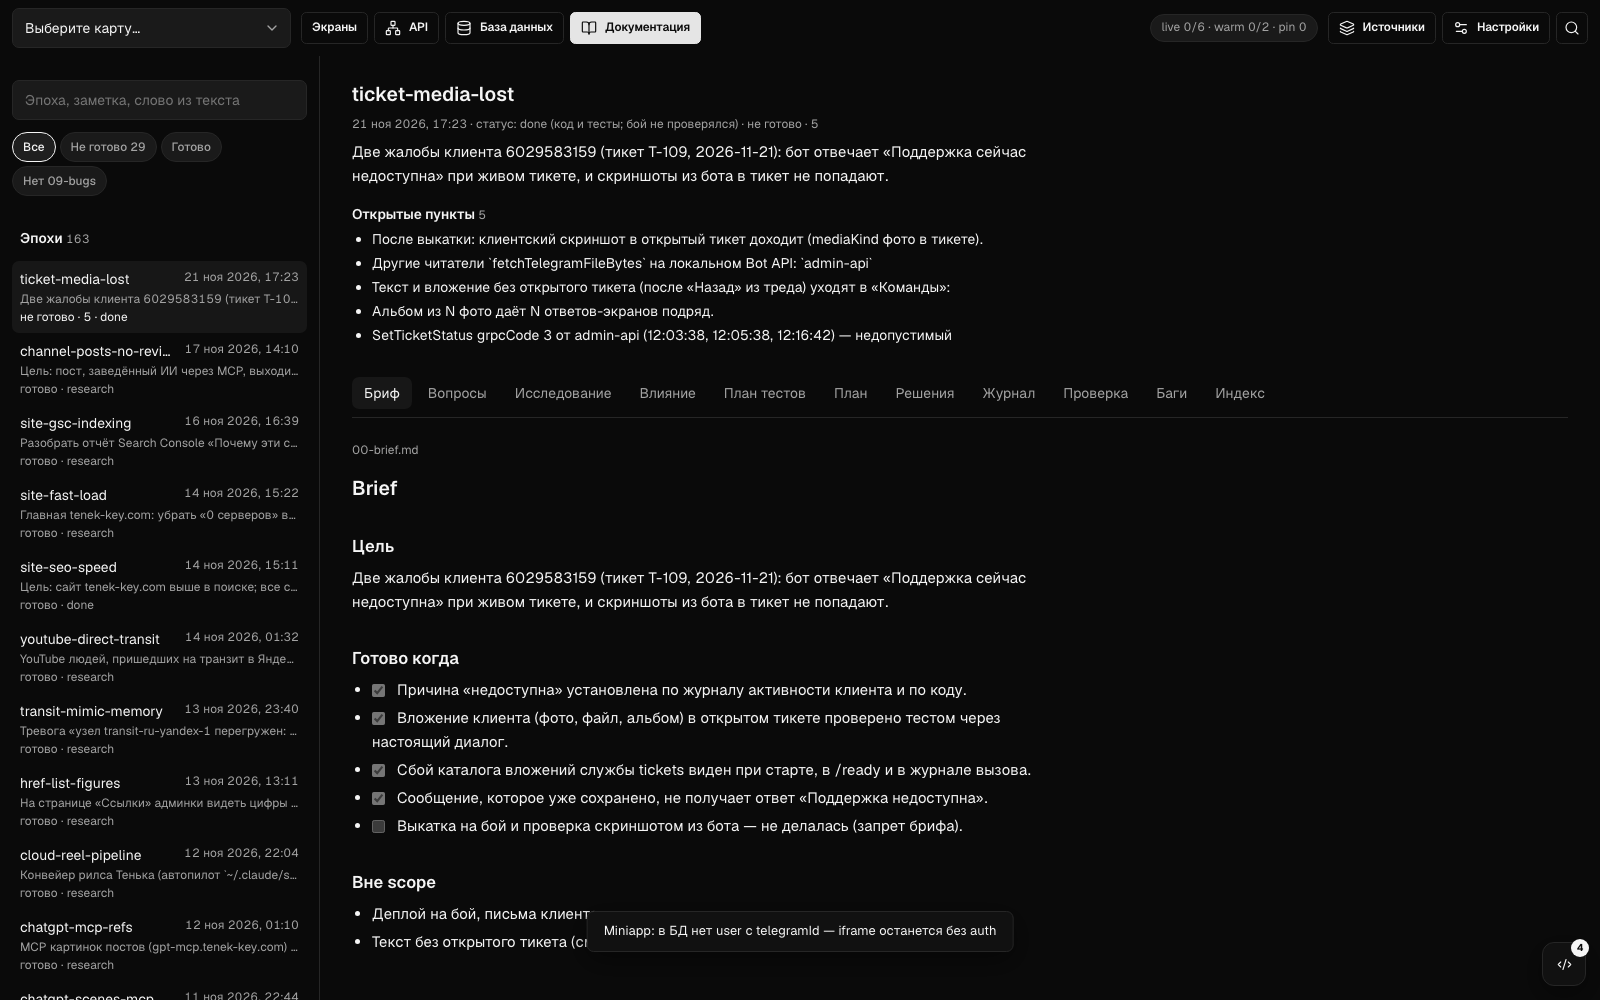 Выберите карту...
Экраны
API
База данных
Документация
live 0/6 · warm 0/2 · pin 0
Источники
Настройки
Эпоха, заметка, слово из текста
Все
Не готово 29
Готово
Нет 09-bugs
Эпохи 163
ticket-media-lost
21 ноя 2026, 17:23
Две жалобы клиента 6029583159 (тикет T-10...
не готово · 5 · done
channel-posts-no-revi...
17 ноя 2026, 14:10
Цель: пост, заведённый ИИ через MCP, выходи...
готово · research
site-gsc-indexing
16 ноя 2026, 16:39
Разобрать отчёт Search Console «Почему эти с...
готово · research
site-fast-load
14 ноя 2026, 15:22
Главная tenek-key.com: убрать «0 серверов» в...
готово · research
site-seo-speed
14 ноя 2026, 15:11
Цель: сайт tenek-key.com выше в поиске; все с...
готово · done
youtube-direct-transit
14 ноя 2026, 01:32
YouTube людей, пришедших на транзит в Янде...
готово · research
transit-mimic-memory
13 ноя 2026, 23:40
Тревога «узел transit-ru-yandex-1 перегружен: ...
готово · research
href-list-figures
13 ноя 2026, 13:11
На странице «Ссылки» админки видеть цифры ...
готово · research
cloud-reel-pipeline
12 ноя 2026, 22:04
Конвейер рилса Тенька (автопилот `~/.claude/s...
готово · research
chatgpt-mcp-refs
12 ноя 2026, 01:10
MCP картинок постов (gpt-mcp.tenek-key.com) ...
готово · research
chatgpt-scenes-mcp
11 ноя 2026, 22:44
ticket-media-lost
21 ноя 2026, 17:23 · статус: done (код и тесты; бой не проверялся) · не готово · 5
Две жалобы клиента 6029583159 (тикет T-109, 2026-11-21): бот отвечает «Поддержка сейчас
недоступна» при живом тикете, и скриншоты из бота в тикет не попадают.
Открытые пункты 5
• После выкатки: клиентский скриншот в открытый тикет доходит (mediaKind фото в тикете).
• Другие читатели `fetchTelegramFileBytes` на локальном Bot API: `admin-api`
• Текст и вложение без открытого тикета (после «Назад» из треда) уходят в «Команды»:
• Альбом из N фото даёт N ответов-экранов подряд.
• SetTicketStatus grpcCode 3 от admin-api (12:03:38, 12:05:38, 12:16:42) — недопустимый
Бриф
Вопросы
Исследование
Влияние
План тестов
План
Решения
Журнал
Проверка
Баги
Индекс
00-brief.md
Brief
Цель
Две жалобы клиента 6029583159 (тикет T-109, 2026-11-21): бот отвечает «Поддержка сейчас
недоступна» при живом тикете, и скриншоты из бота в тикет не попадают.
Готово когда
• Причина «недоступна» установлена по журналу активности клиента и по коду.
• Вложение клиента (фото, файл, альбом) в открытом тикете проверено тестом через
настоящий диалог.
• Сбой каталога вложений службы tickets виден при старте, в /ready и в журнале вызова.
• Сообщение, которое уже сохранено, не получает ответ «Поддержка недоступна».
• Выкатка на бой и проверка скриншотом из бота — не делалась (запрет брифа).
Вне scope
• Деплой на бой, письма клиент
• Текст без открытого тикета
Miniapp: в БД нет user с telegramId — iframe останется без auth
4